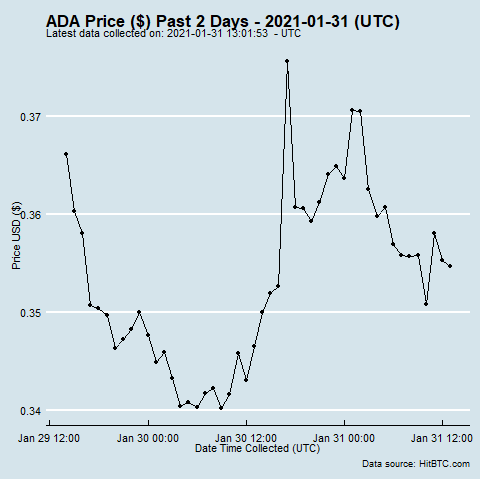 ADA Price ($) Past 2 Days - 2021-01-31 (UTC)
Latest data collected on: 2021-01-31 13:01:53 - UTC
0.37
0.36
0.35
0.34
Price USD ($)
Jan 29 12:00 Jan 30 00:00 Jan 30 12:00 Jan 31 00:00 Jan 31 12:00
Date Time Collected (UTC)
Data source: HitBTC.com